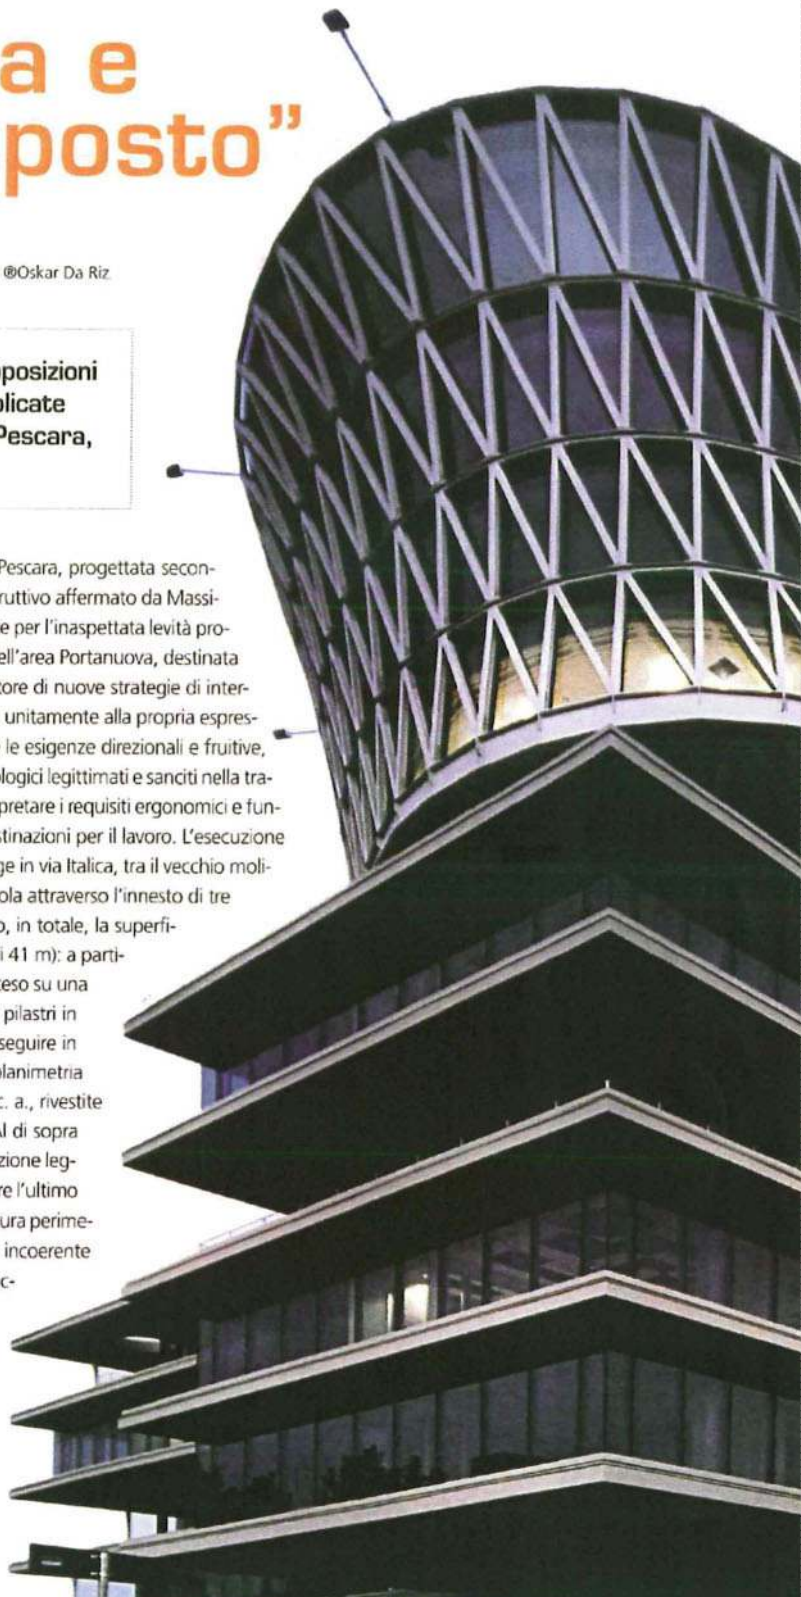 a e
posto”
®Oskar Da Riz
posizioni
plicate
Pescara,
Pescara, progettata secon-
ruttivo affermato da Massi-
e per l'inaspettata levità pro-
ell'area Portanuova, destinata
tore di nuove strategie di inter-
unitamente alla propria espres-
le esigenze direzionali e fruitive,
logici legittimati e sanciti nella tra-
pretare i requisiti ergonomici e fun-
stinazioni per il lavoro. L'esecuzione
ge in via Italica, tra il vecchio moli-
ola attraverso l'innesto di tre
o, in totale, la superfi-
i 41 m): a parti-
eso su una
pilastri in
seguire in
planimetria
c. a., rivestite
Al di sopra
zione leg-
re l'ultimo
ura perime-
incoerente
c-